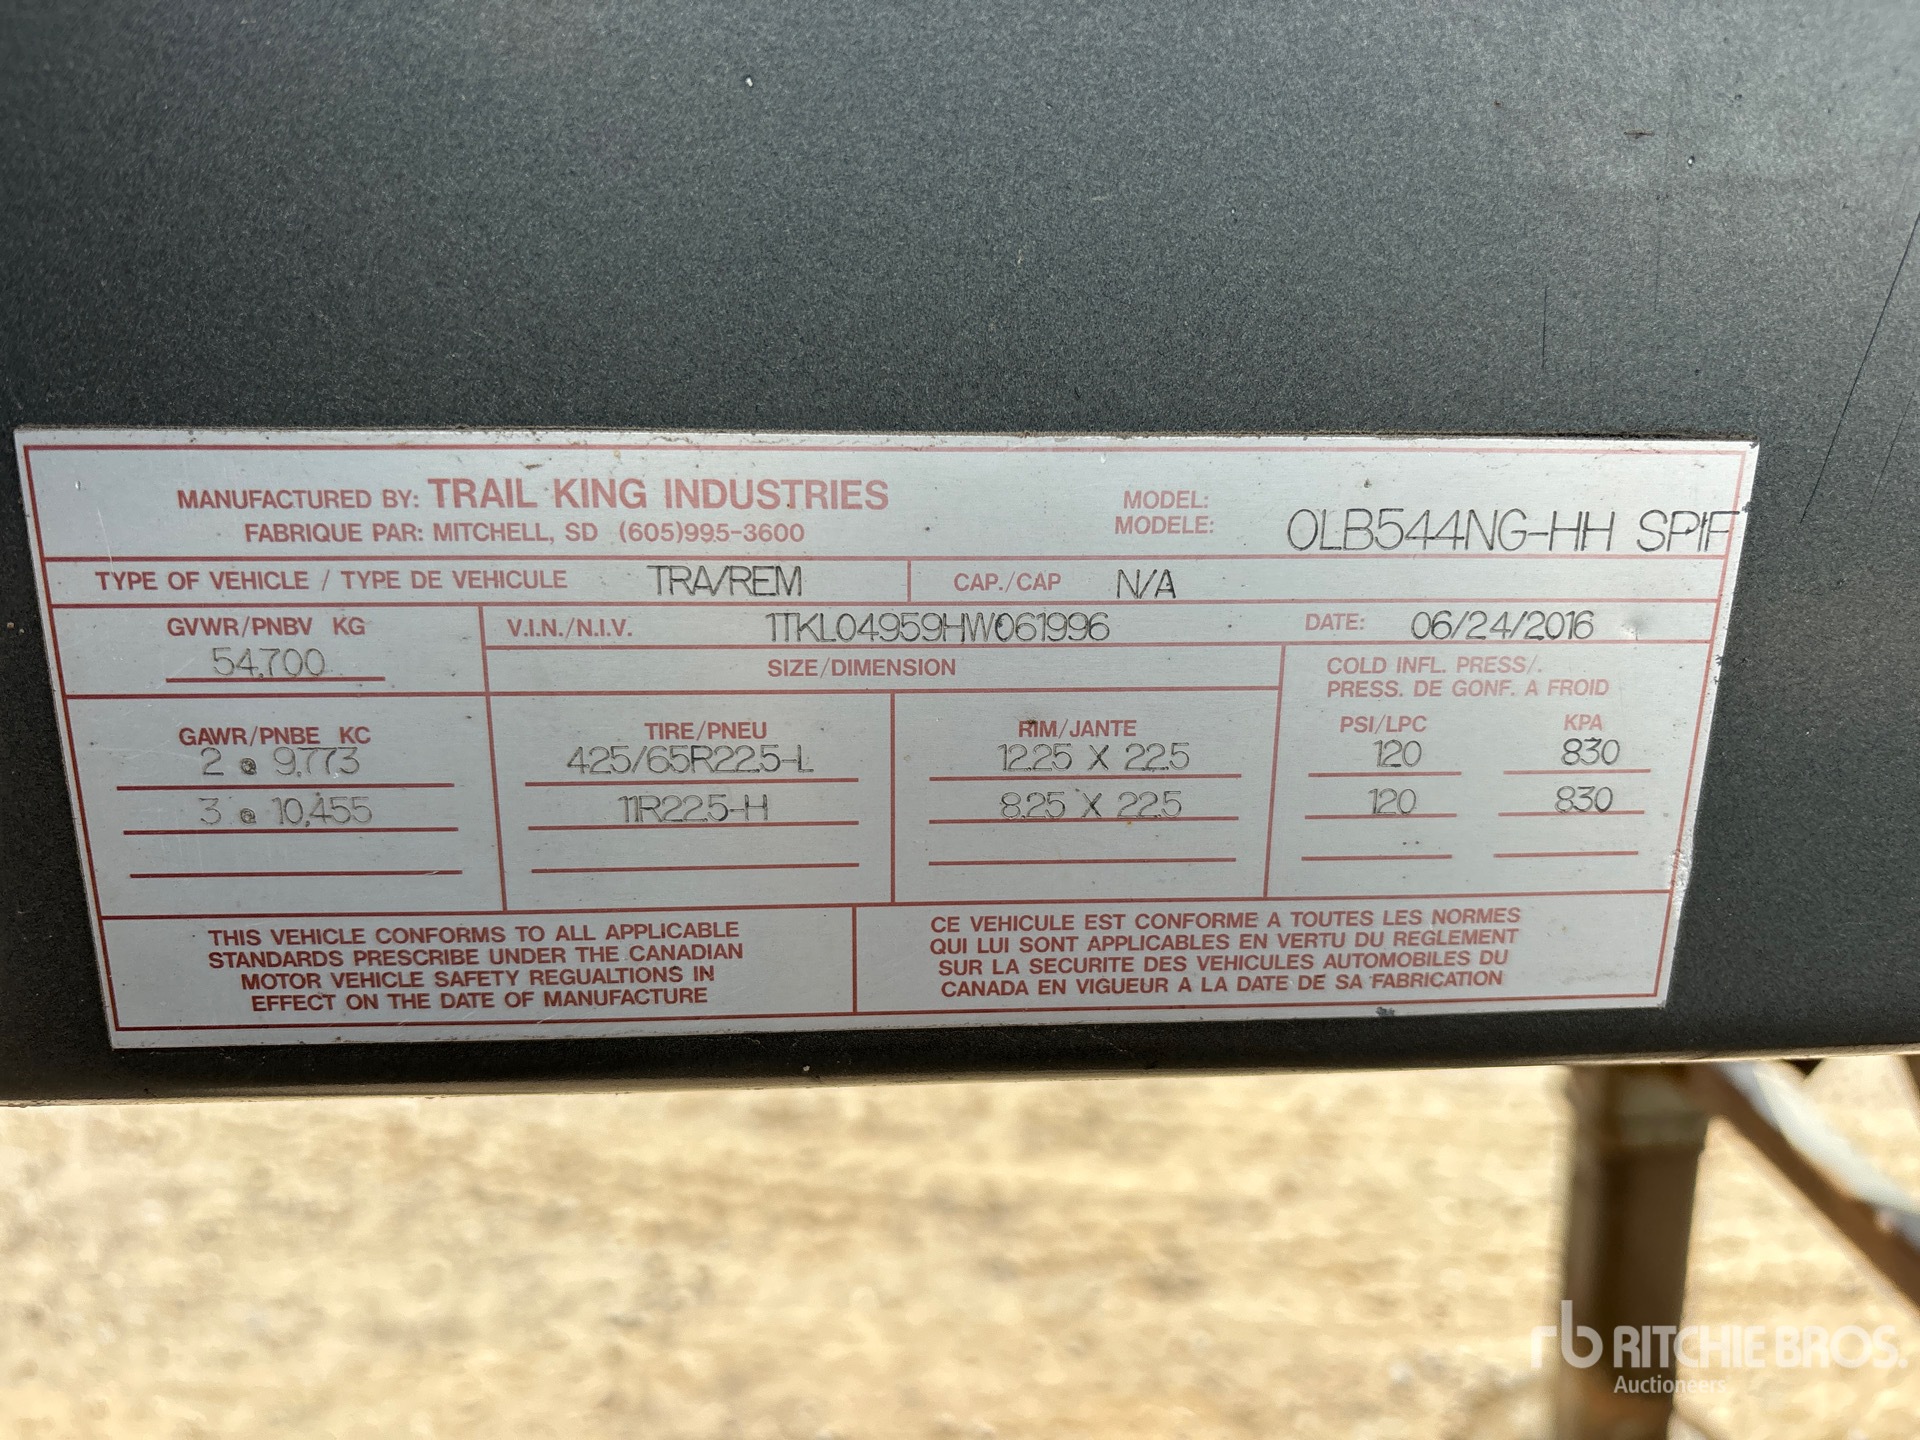 MANUFACTURED BY: TRAIL KING INDUSTRIES
FABRIQUE PAR: MITCHELL, SD (605)995-3600
MODEL:
MODELE: OLB544NG-HH SPIF
TYPE OF VEHICLE / TYPE DE VEHICULE TRA/REM
CAP./CAP N/A
GVWR/PNBV KG
54,700
V.I.N./N.I.V. 1TKL04959HW061996
DATE: 06/24/2016
SIZE/DIMENSION
COLD INFL. PRESS/.
PRESS. DE GONF. A FROID
GAWR/PNBE KC TIRE/PNEU RIM/JANTE PSI/LPC KPA
2 @ 9,773 425/65R22.5-L 12.25 X 22.5 120 830
3 @ 10,455 11R22.5-H 8.25 X 22.5 120 830
THIS VEHICLE CONFORMS TO ALL APPLICABLE
STANDARDS PRESCRIBE UNDER THE CANADIAN
MOTOR VEHICLE SAFETY REGUALTIONS IN
EFFECT ON THE DATE OF MANUFACTURE
CE VEHICULE EST CONFORME A TOUTES LES NORMES
QUI LUI SONT APPLICABLES EN VERTU DU REGLEMENT
SUR LA SECURITE DES VEHICULES AUTOMOBILES DU
CANADA EN VIGUEUR A LA DATE DE SA FABRICATION
rb RITCHIE BROS.
Auctioneers